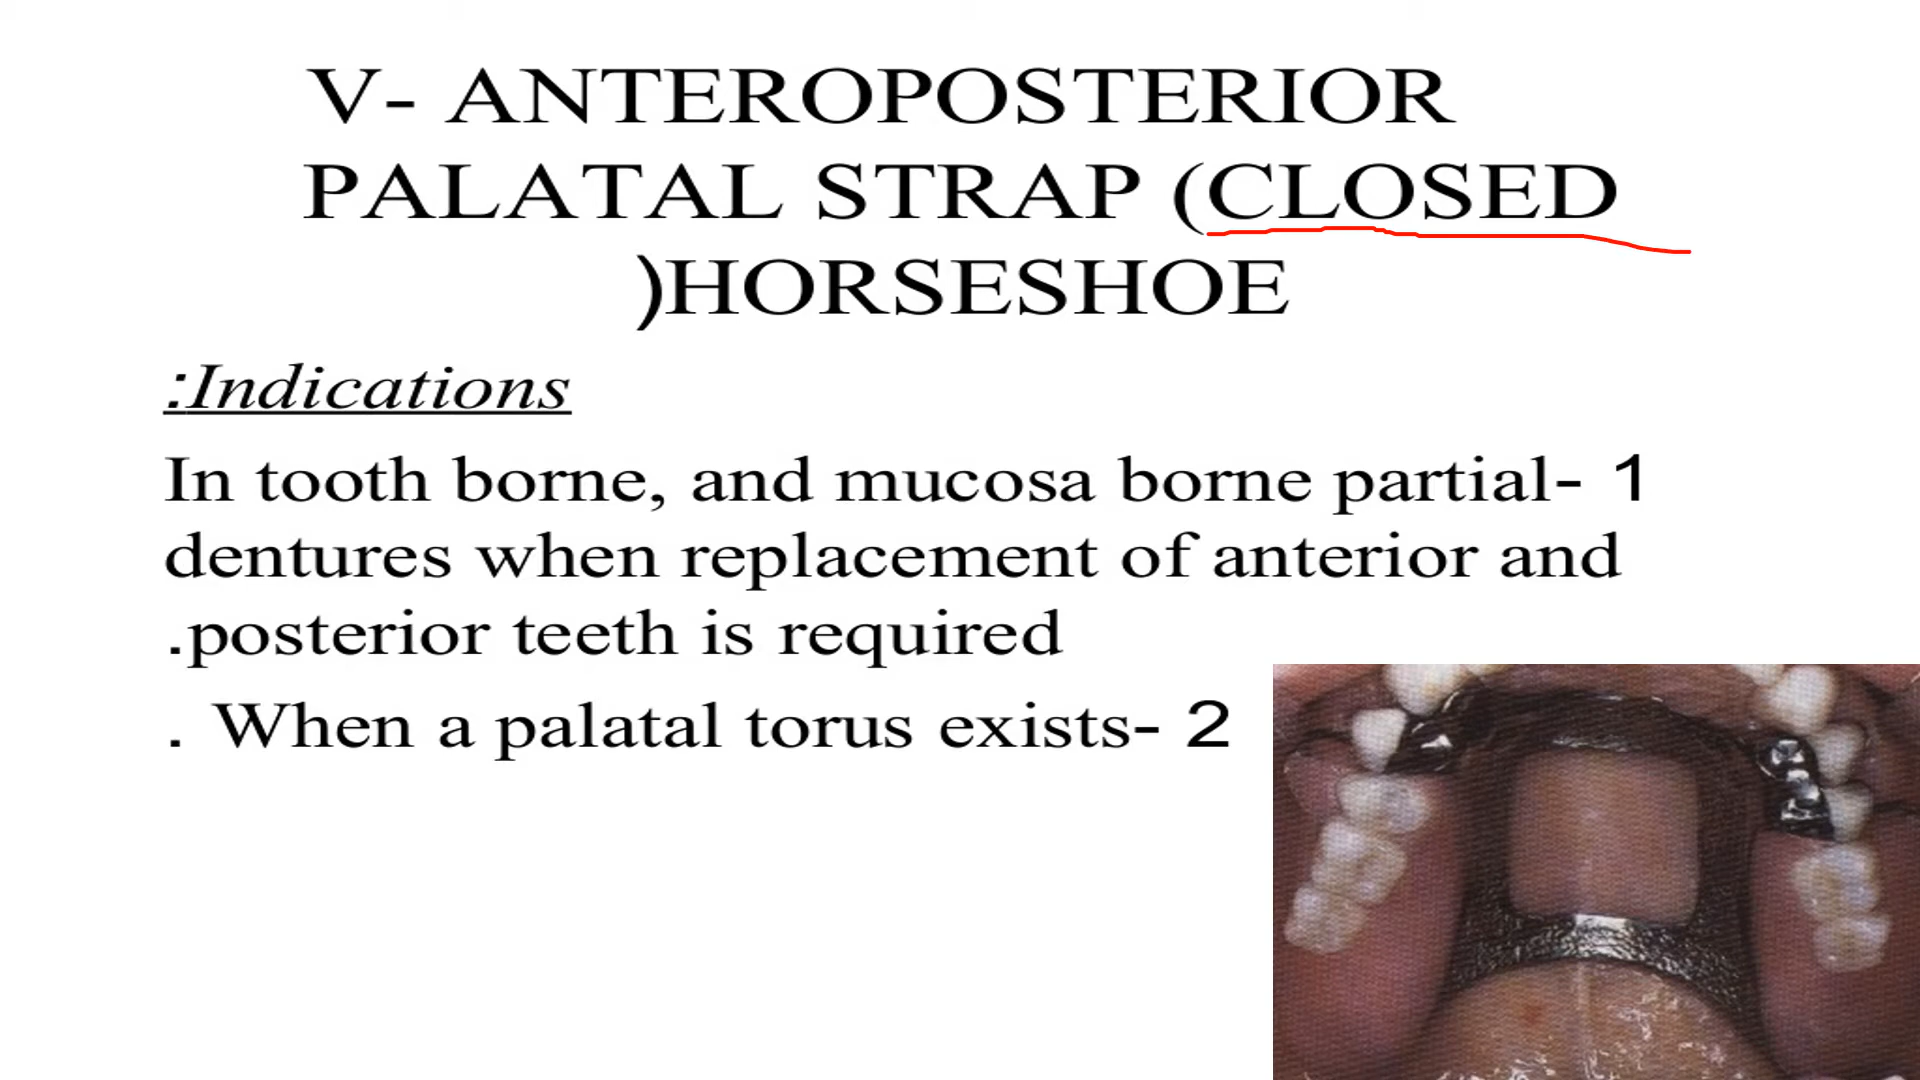 V- ANTEROPOSTERIOR
PALATAL STRAP (CLOSED
)HORSESHOE
:Indications
In tooth borne, and mucosa borne partial- 1
dentures when replacement of anterior and
.posterior teeth is required
. When a palatal torus exists- 2